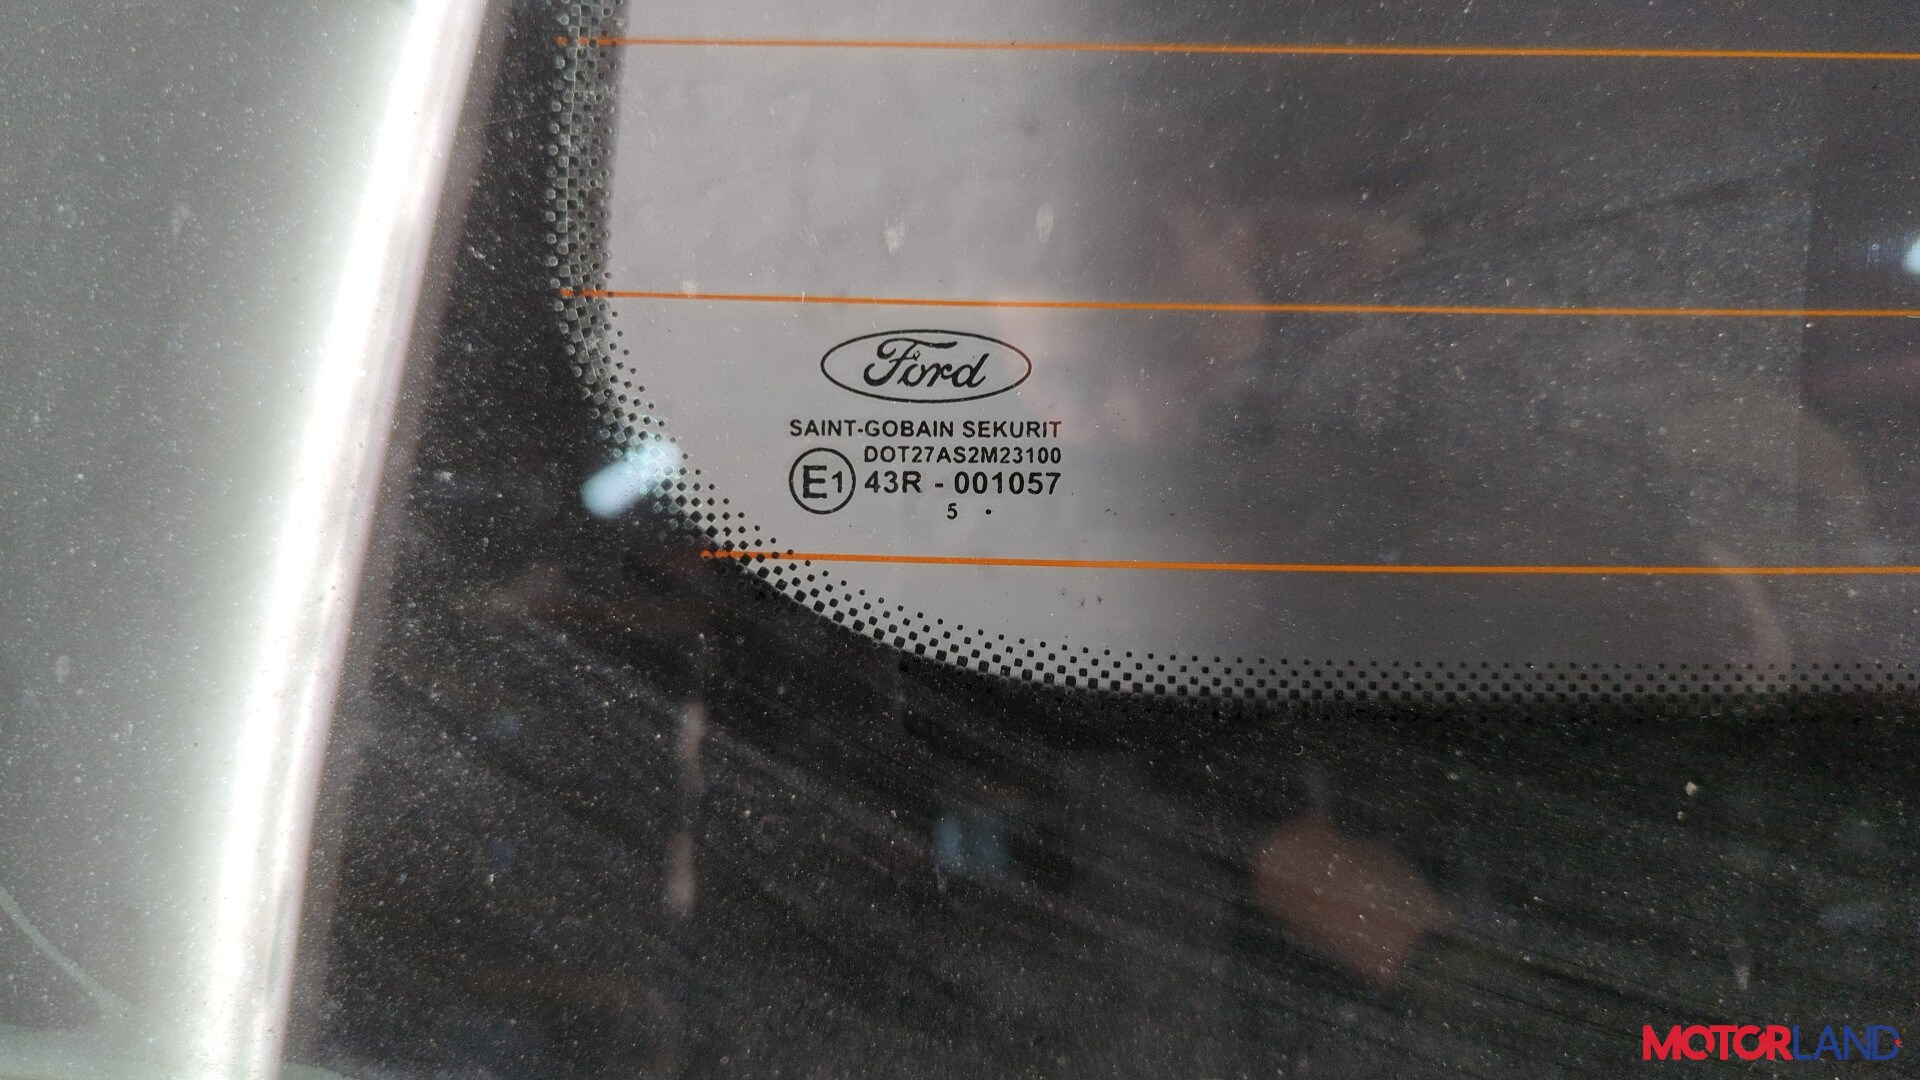 Ford
SAINT-GOBAIN SEKURIT
DOT27AS2M23100
E1 43R - 001057
5 .
MOTORLAND